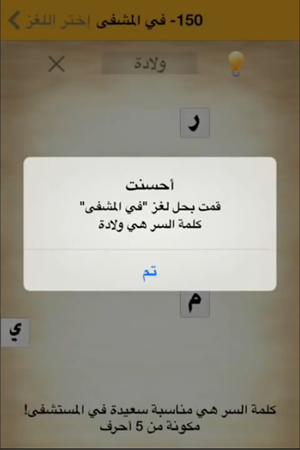 150- في المشفى إختر اللغز
ولادة
ر
أحسنت
قمت بحل لغز "في المشفى"
كلمة السر هي ولادة
تم
م
ي
كلمة السر هي مناسبة سعيدة في المستشفى!
مكونة من 5 أحرف